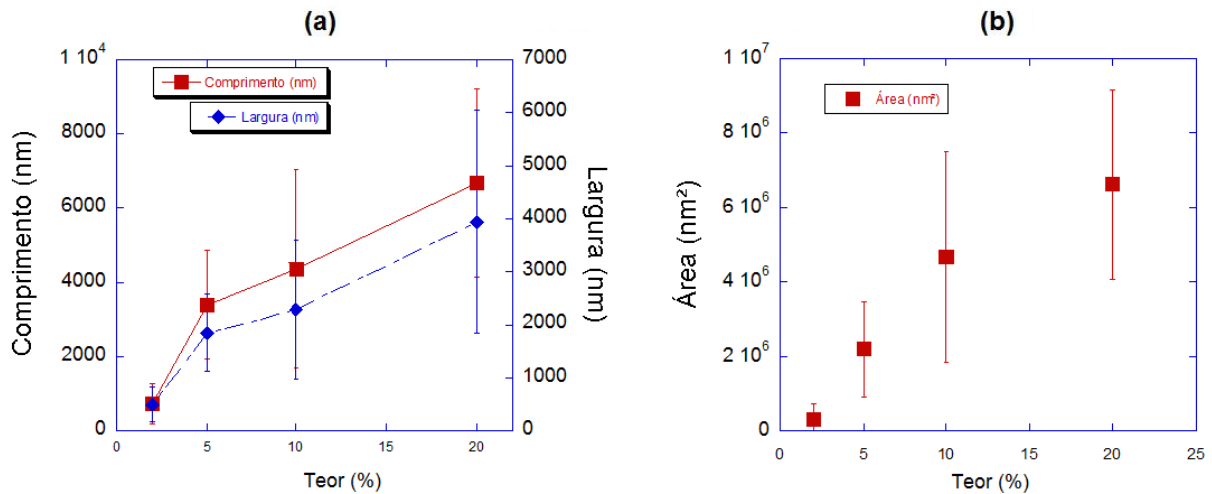 (a)
1 10⁴
8000
6000
4000
2000
0
Comprimento (nm)
Comprimento (nm)
Largura (nm)
7000
6000
5000
4000
3000
2000
1000
0
Largura (nm)
0 5 10 15 20
Teor (%)
(b)
1 10⁷
8 10⁶
6 10⁶
4 10⁶
2 10⁶
0
Área (nm²)
Área (nm²)
0 5 10 15 20 25
Teor (%)